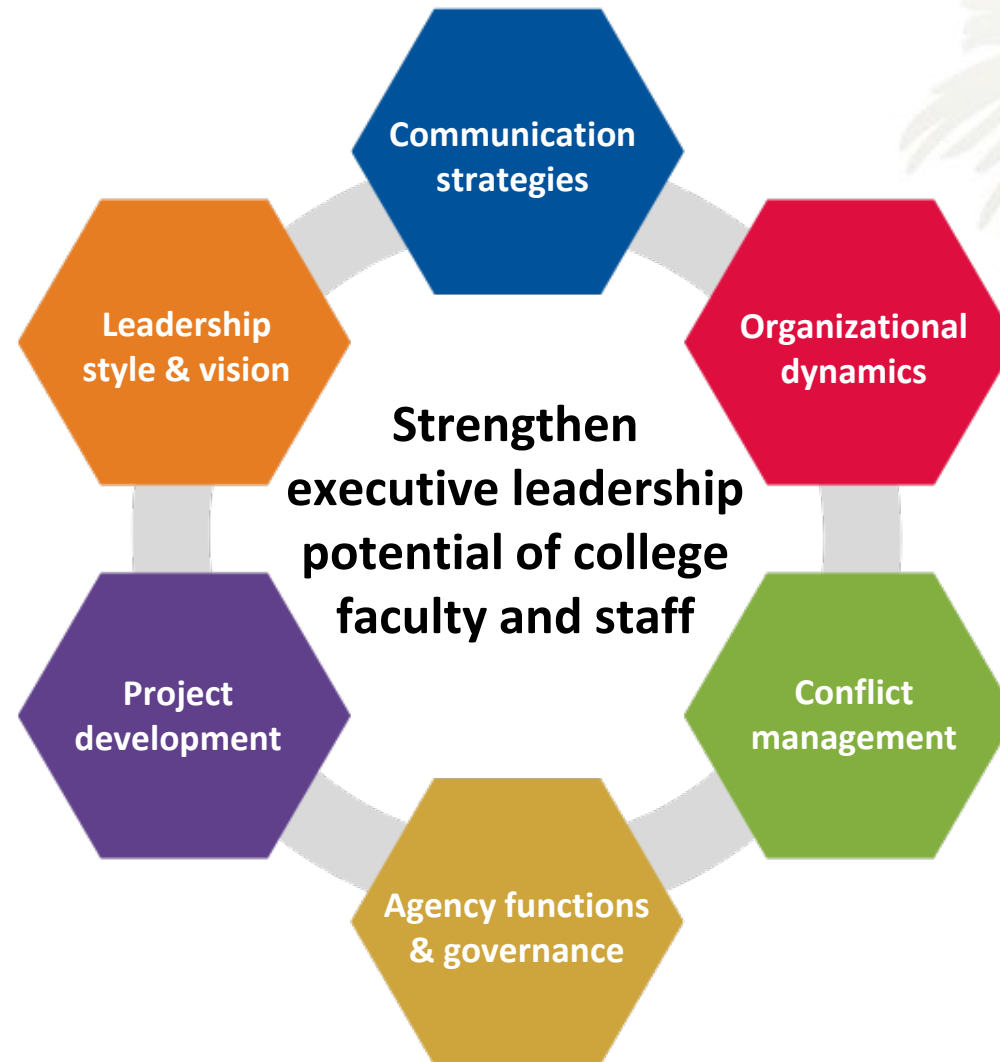 Communication
strategies
Organizational
dynamics
Conflict
management
Agency functions
& governance
Project
development
Leadership
style & vision
Strengthen
executive leadership
potential of college
faculty and staff